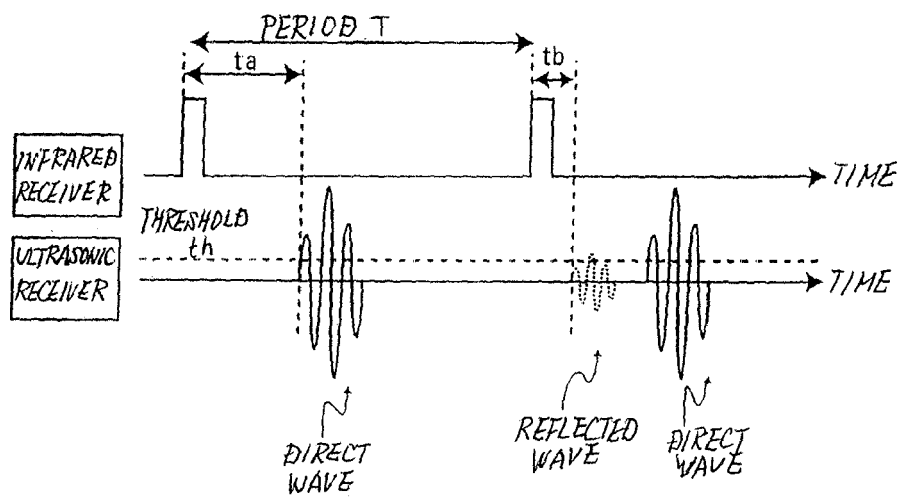 PERIOD T
ta
tb
INFRARED
RECEIVER
TIME
THRESHOLD
th
ULTRASONIC
RECEIVER
TIME
DIRECT
WAVE
REFLECTED
WAVE
DIRECT
WAVE